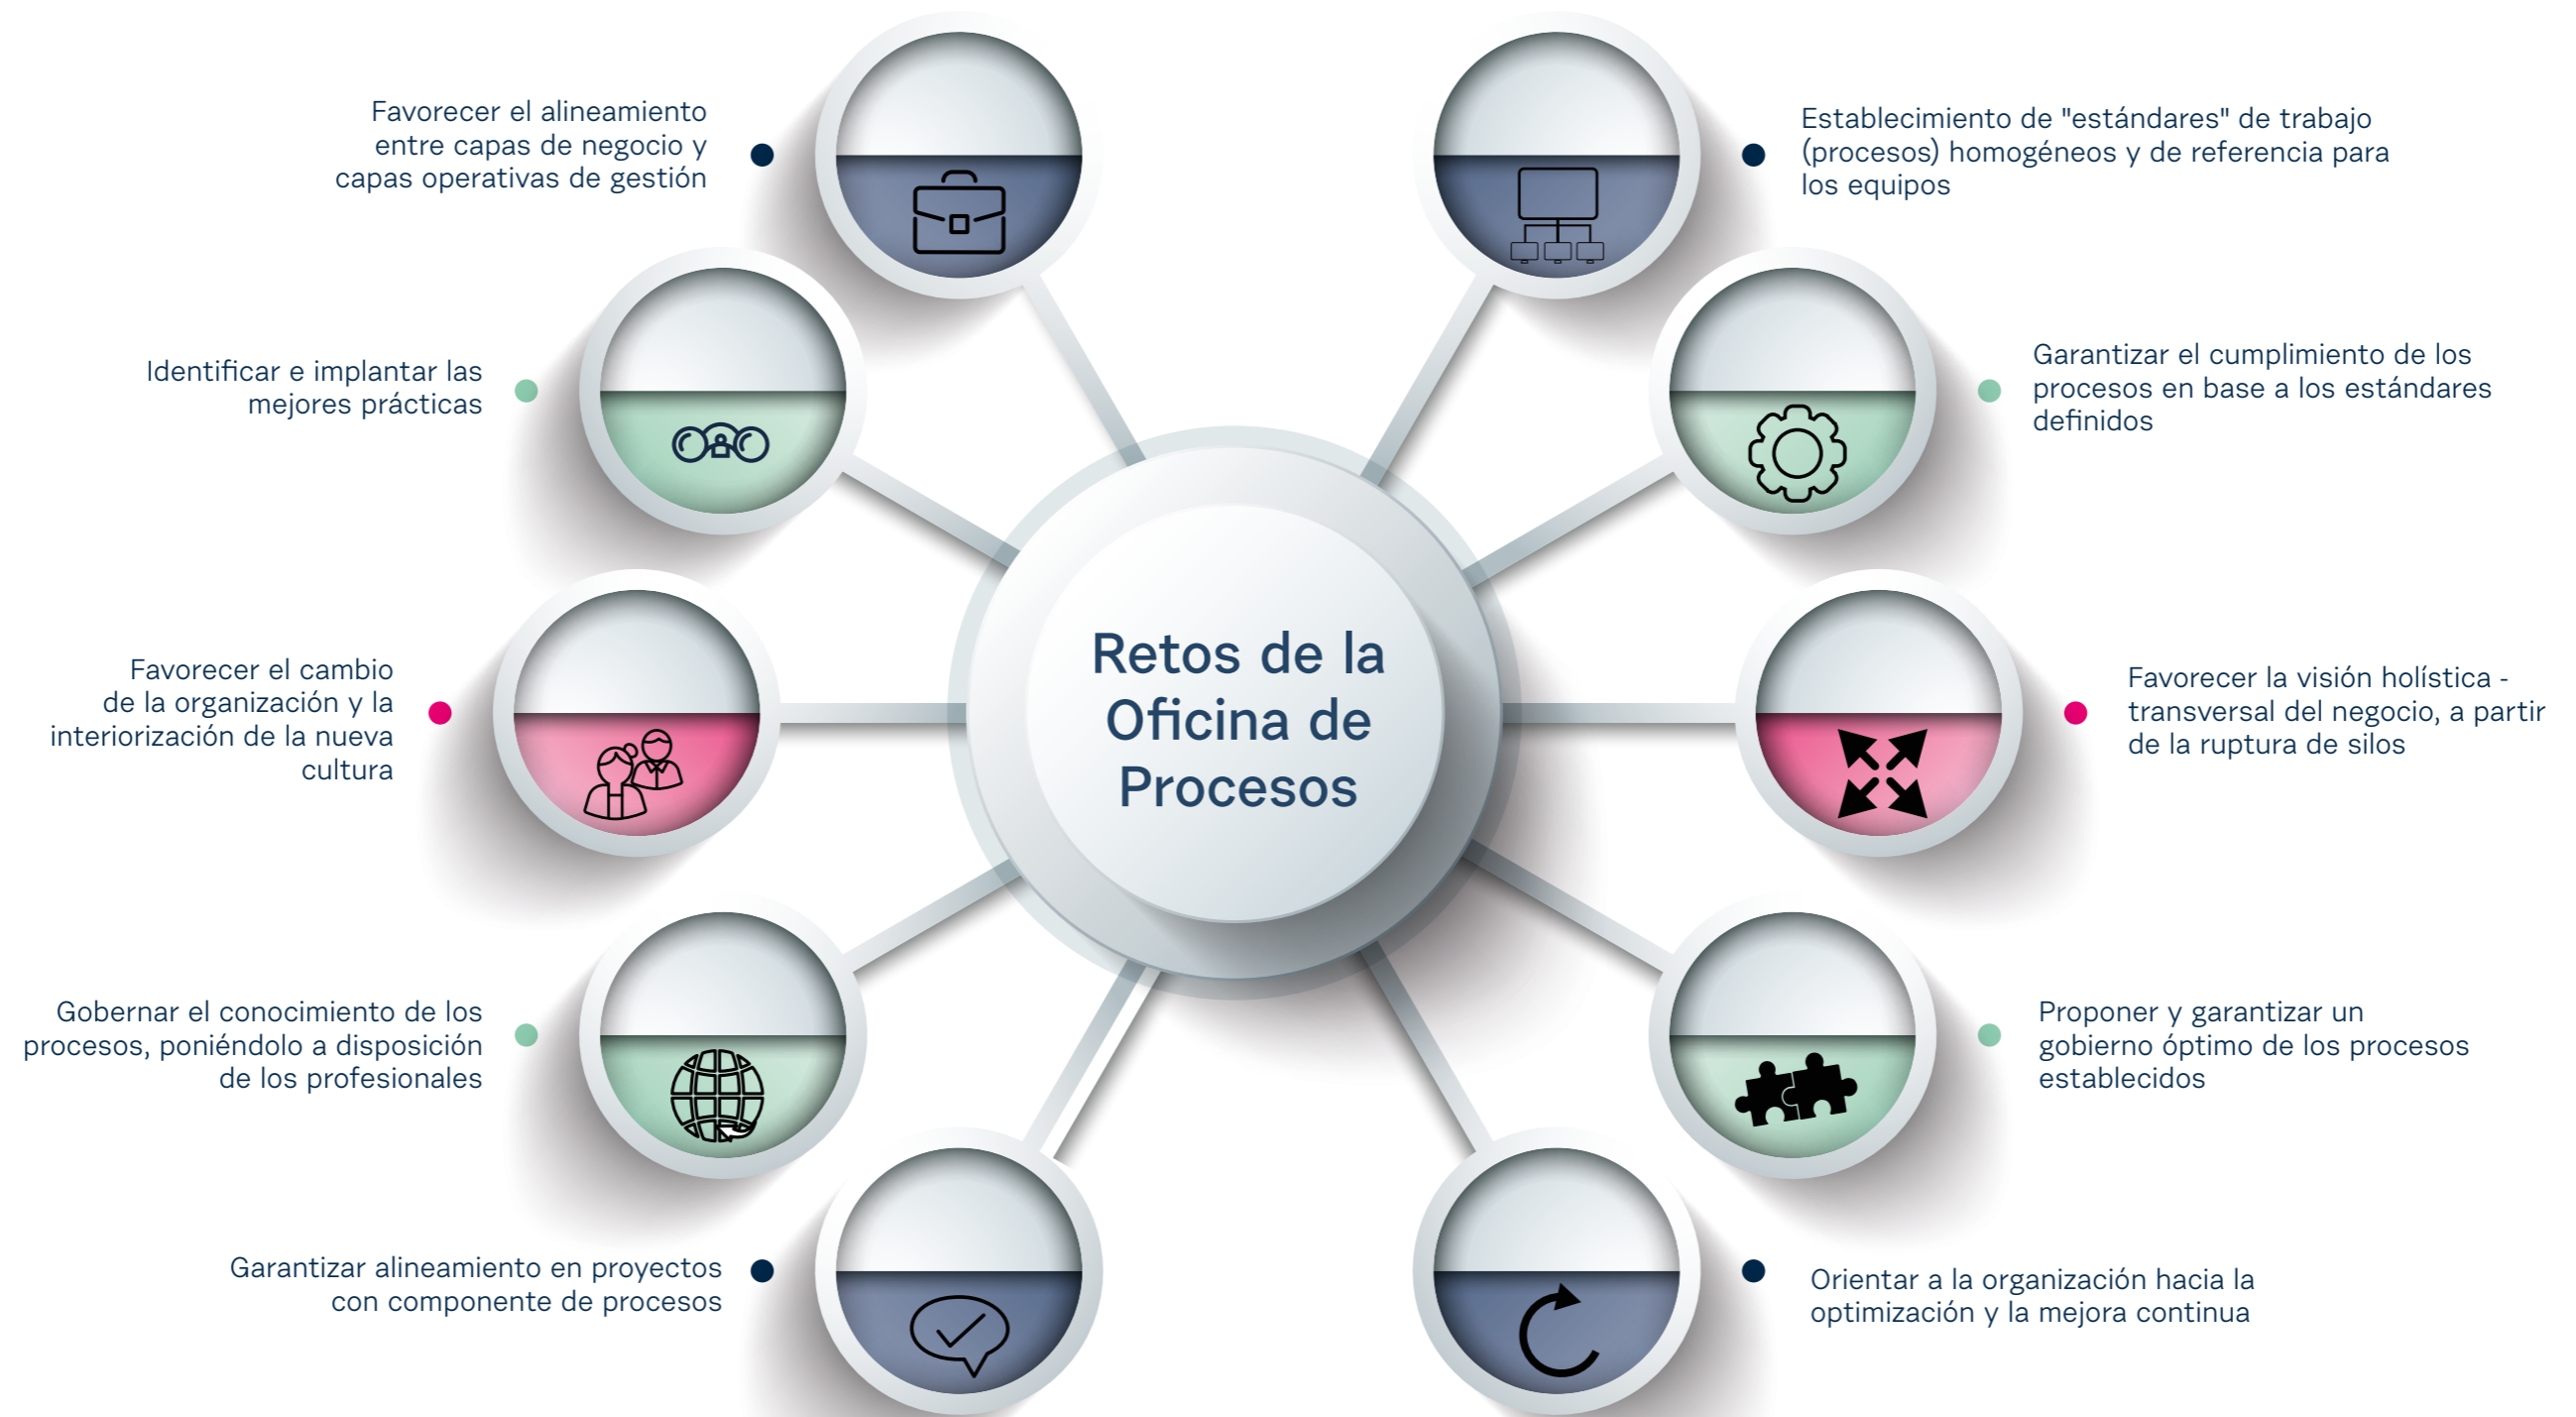 Favorecer el alineamiento
entre capas de negocio y
capas operativas de gestión
Identificar e implantar las
mejores prácticas
Favorecer el cambio
de la organización y la
interiorización de la nueva
cultura
Gobernar el conocimiento de los
procesos, poniéndolo a disposición
de los profesionales
Garantizar alineamiento en proyectos
con componente de procesos
Retos de la
Oficina de
Procesos
Establecimiento de "estándares" de trabajo
(procesos) homogéneos y de referencia para
los equipos
Garantizar el cumplimiento de los
procesos en base a los estándares
definidos
Favorecer la visión holística -
transversal del negocio, a partir
de la ruptura de silos
Proponer y garantizar un
gobierno óptimo de los procesos
establecidos
Orientar a la organización hacia la
optimización y la mejora continua